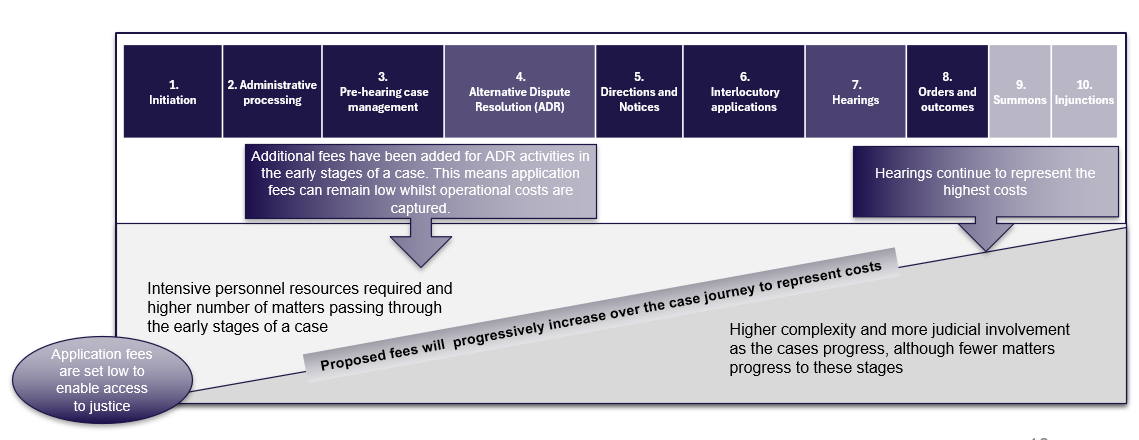 1.
Initiation
2. Administrative
processing
3.
Pre-hearing case
management
4.
Alternative Dispute
Resolution (ADR)
5.
Directions and
Notices
6.
Interlocutory
applications
7.
Hearings
8.
Orders and
outcomes
9.
Summons
10.
Injunctions
Additional fees have been added for ADR activities in
the early stages of a case. This means application
fees can remain low whilst operational costs are
captured.
Hearings continue to represent the
highest costs
Intensive personnel resources required and
higher number of matters passing through
the early stages of a case
Proposed fees will  progressively increase over the case journey to represent costs
Higher complexity and more judicial involvement
as the cases progress, although fewer matters
progress to these stages
Application fees
are set low to
enable access
to justice